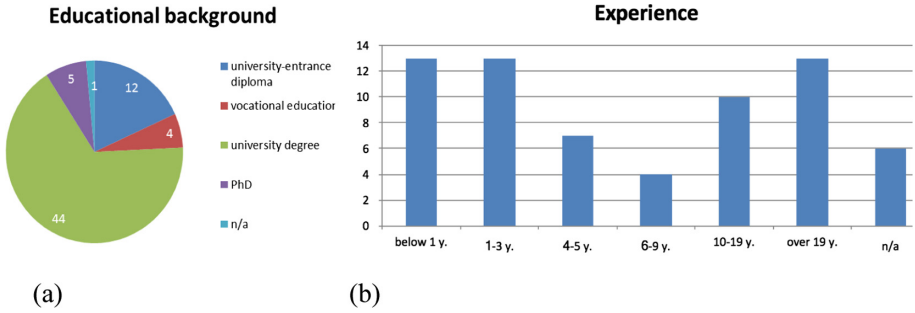 Educational background
12
4
44
5
1
university-entrance
diploma
vocational education
university degree
PhD
n/a
(a)
Experience
14
12
10
8
6
4
2
0
below 1 y.
1-3 y.
4-5 y.
6-9 y.
10-19 y.
over 19 y.
n/a
(b)